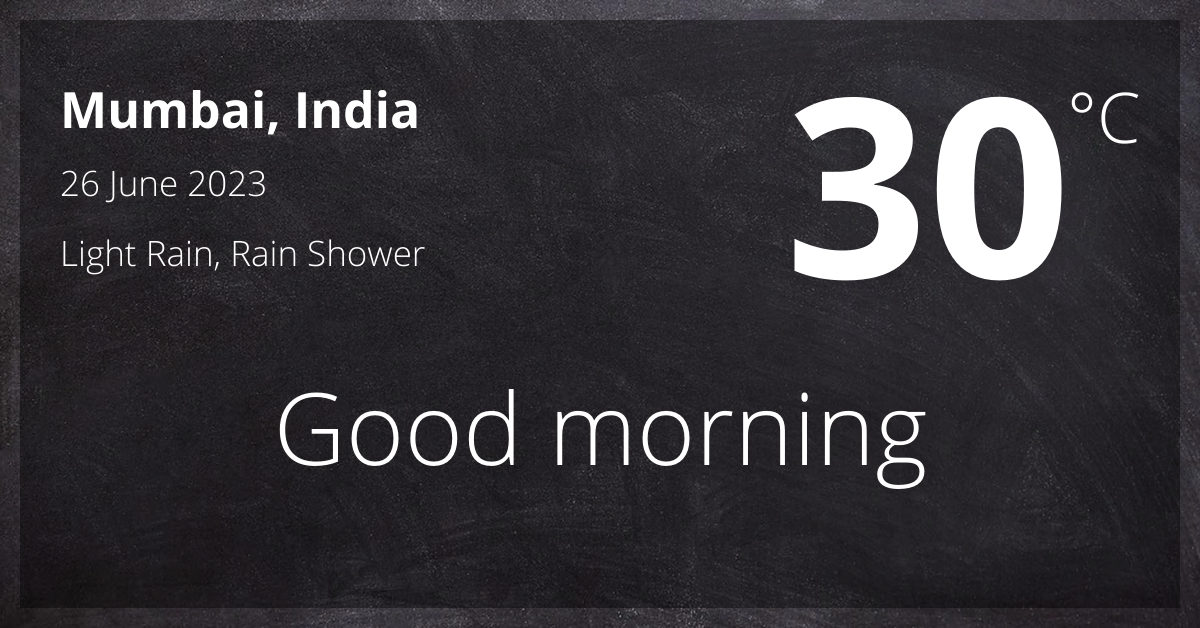 Mumbai, India
26 June 2023
Light Rain, Rain Shower
30 °C
Good morning